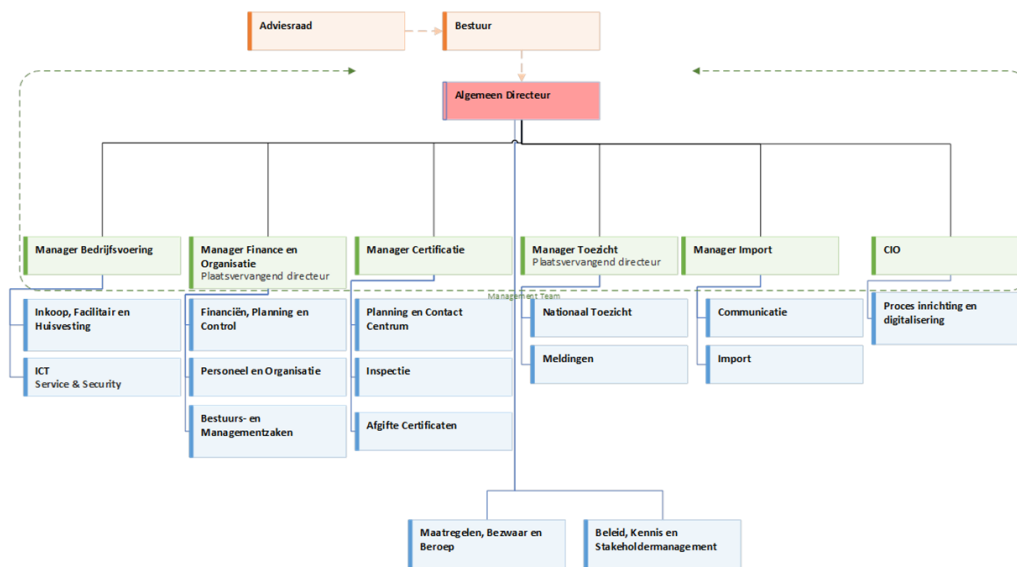 Adviesraad
Bestuur
Algemeen Directeur
Manager Bedrijfsvoering
Manager Finance en
Organisatie
Plaatsvervangend directeur
Manager Certificatie
Manager Toezicht
Plaatsvervangend directeur
Manager Import
CIO
Management Team
Inkoop, Facilitair en
Huisvesting
ICT
Service & Security
Financiën, Planning en
Control
Personeel en Organisatie
Bestuurs- en
Managementzaken
Planning en Contact
Centrum
Inspectie
Afgifte Certificaten
Nationaal Toezicht
Meldingen
Communicatie
Import
Proces inrichting en
digitalisering
Maatregelen, Bezwaar en
Beroep
Beleid, Kennis en
Stakeholdermanagement